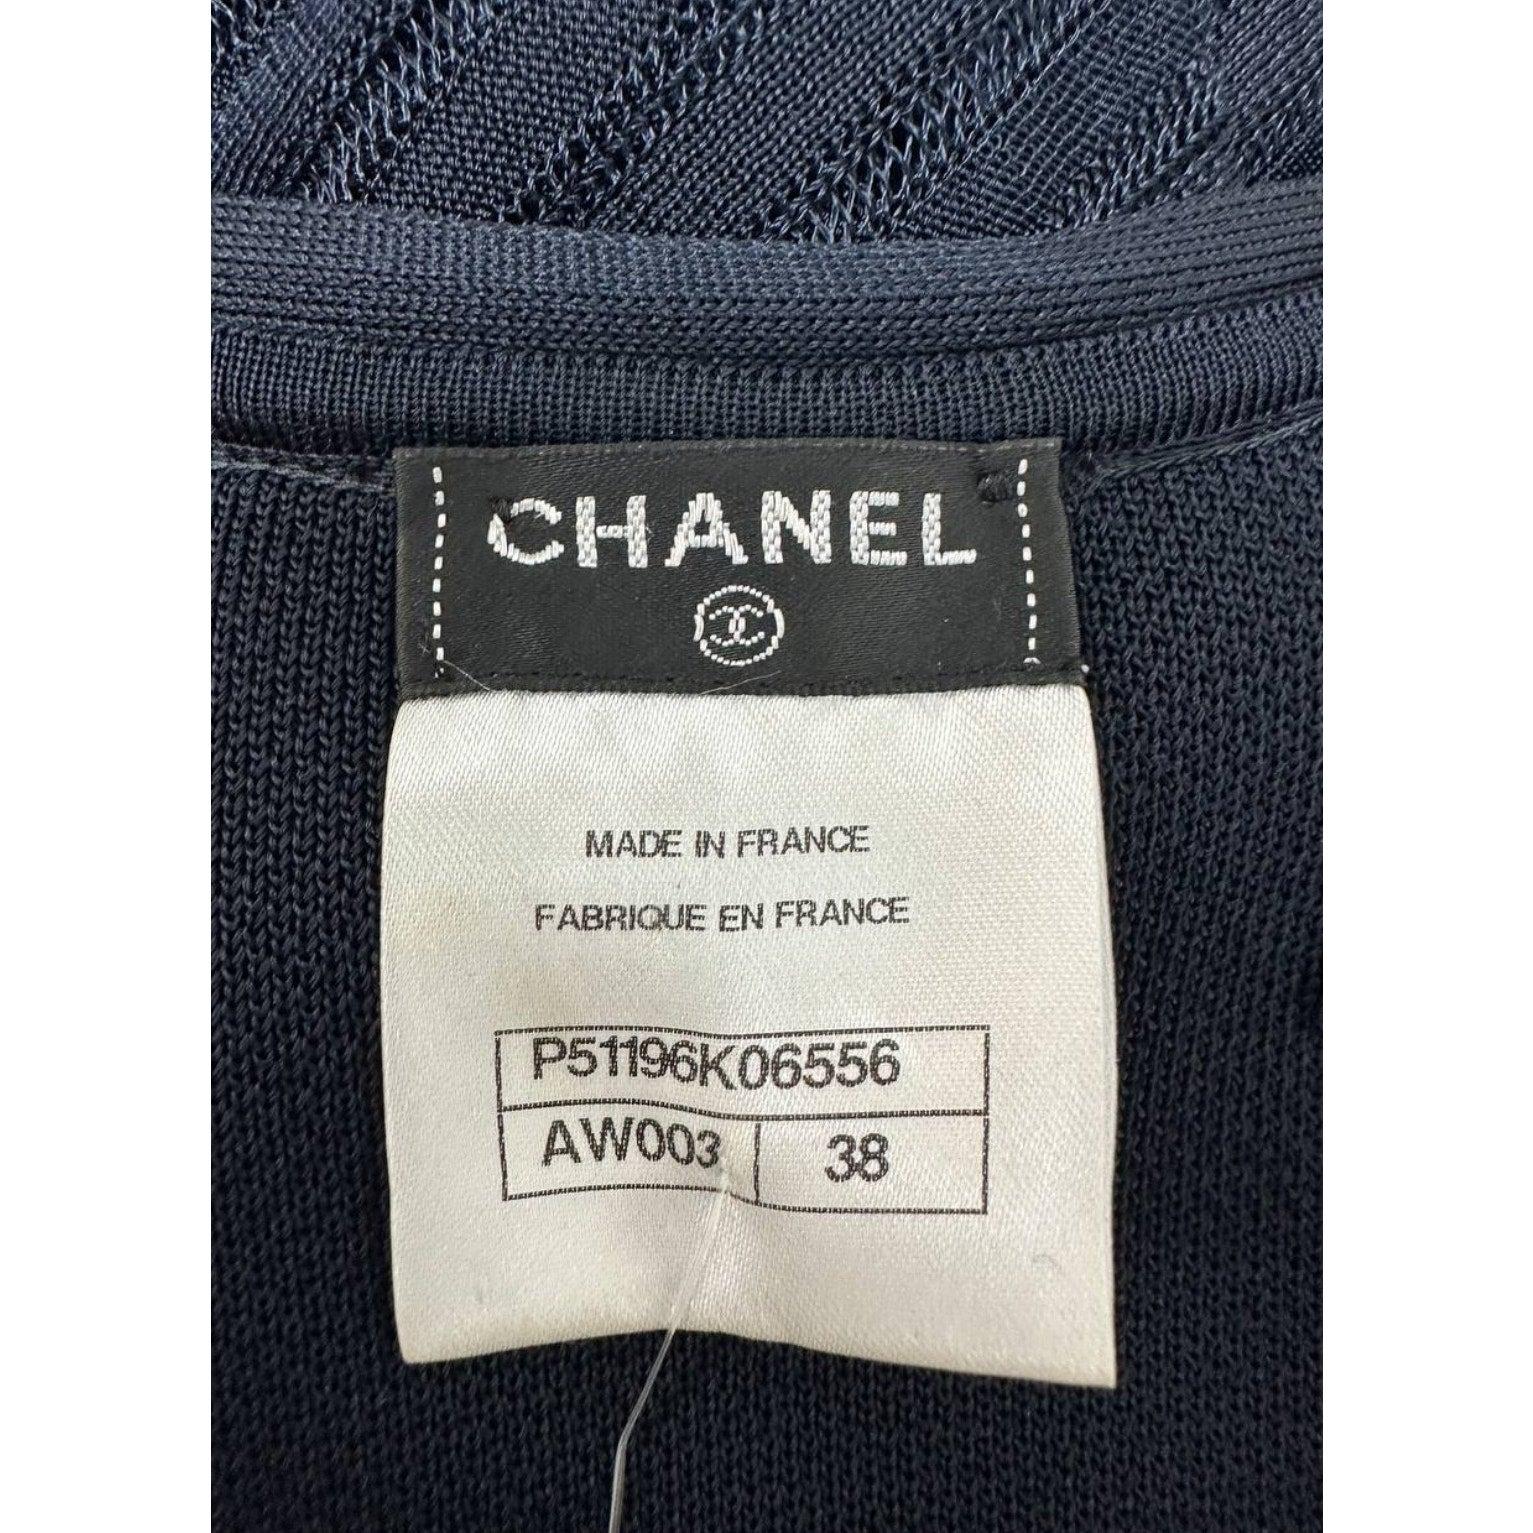 CHANEL
MADE IN FRANCE
FABRIQUE EN FRANCE
P51196K06556
AW003 38